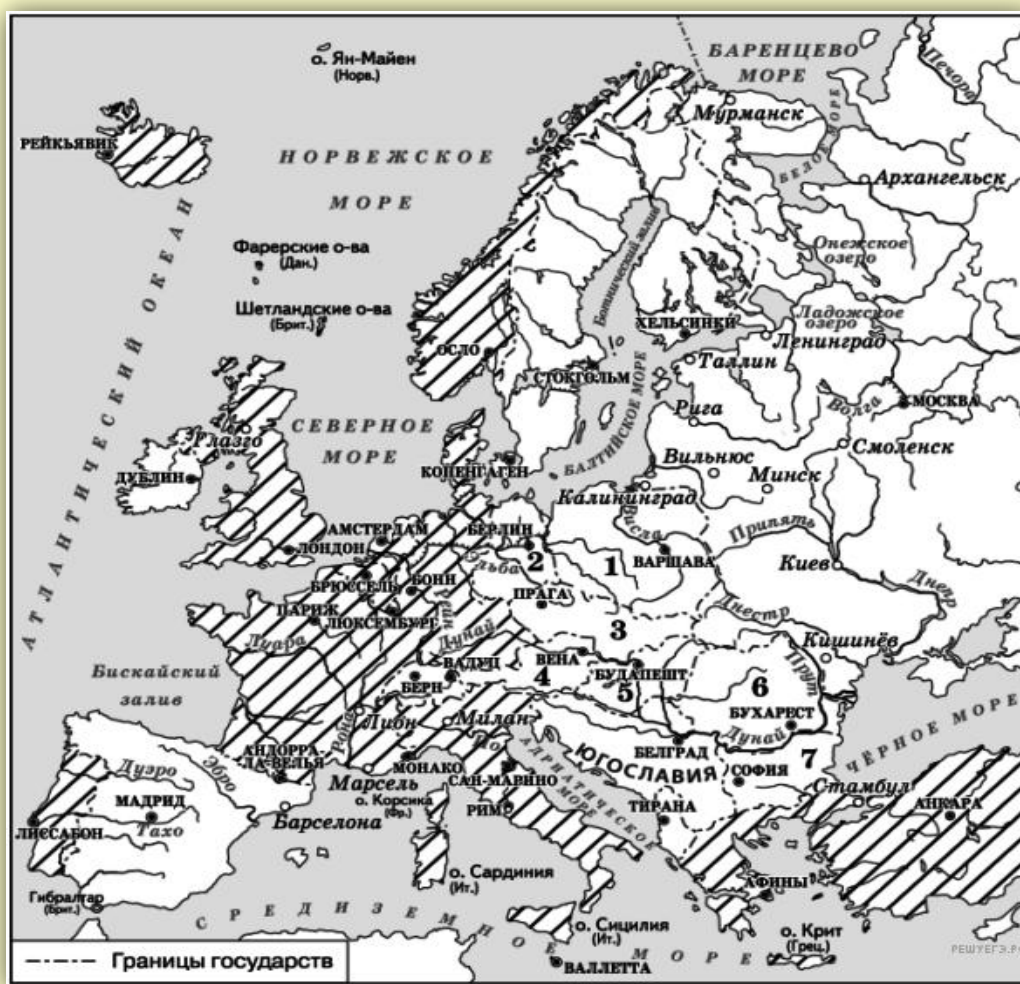 БАРЕНЦЕВО
МОРЕ
Печора
о. Ян-Майен
(Норв.)
Мурманск
РЕЙКЬЯВИК
БЕЛОЕ МОРЕ
НОРВЕЖСКОЕ
МОРЕ
Архангельск
АТЛАНТИЧЕСКИЙ ОКЕАН
Фарерские о-ва
(Дан.)
Ботнический залив
Онежское
озеро
Шетландские о-ва
(Брит.)
Ладожское
озеро
ХЕЛЬСИНКИ
Ленинград
ОСЛО
Таллин
СТОКГОЛЬМ
БАЛТИЙСКОЕ МОРЕ
Волга
МОСКВА
Рига
СЕВЕРНОЕ
МОРЕ
Глазго
Смоленск
КОПЕНГАГЕН
Вильнюс
ДУБЛИН
Минск
Калининград
АМСТЕРДАМ
БЕРЛИН
Висла
Припять
ЛОНДОН
Эльба
2
1
ВАРШАВА
БРЮССЕЛЬ
БОНН
Киев
Днепр
ПРАГА
ПАРИЖ
ЛЮКСЕМБУРГ
Рейн
Днестр
3
Луара
Дунай
Кишинёв
ВЕНА
Бискайский
залив
ВАДУЦ
БУДАПЕШТ
Прут
БЕРН
4
5
6
Лион
Милан
БУХАРЕСТ
Рона
По
БЕЛГРАД
Дунай
ЧЁРНОЕ МОРЕ
АНДОРРА-
ЛА-ВЕЛЬЯ
МОНАКО
ЮГОСЛАВИЯ
7
Эбро
САН-МАРИНО
СОФИЯ
Дуэро
Марсель
АДРИАТИЧЕСКОЕ
МОРЕ
Стамбул
МАДРИД
о. Корсика
(Фр.)
РИМ
ТИРАНА
АНКАРА
ЛИССАБОН
Тахо
Барселона
о. Сардиния
(Ит.)
АФИНЫ
Гибралтар
(Брит.)
СРЕДИЗЕМНОЕ МОРЕ
о. Сицилия
(Ит.)
о. Крит
(Грец.)
ВАЛЛЕТТА
Границы государств
РЕШУЕГЭ.Р